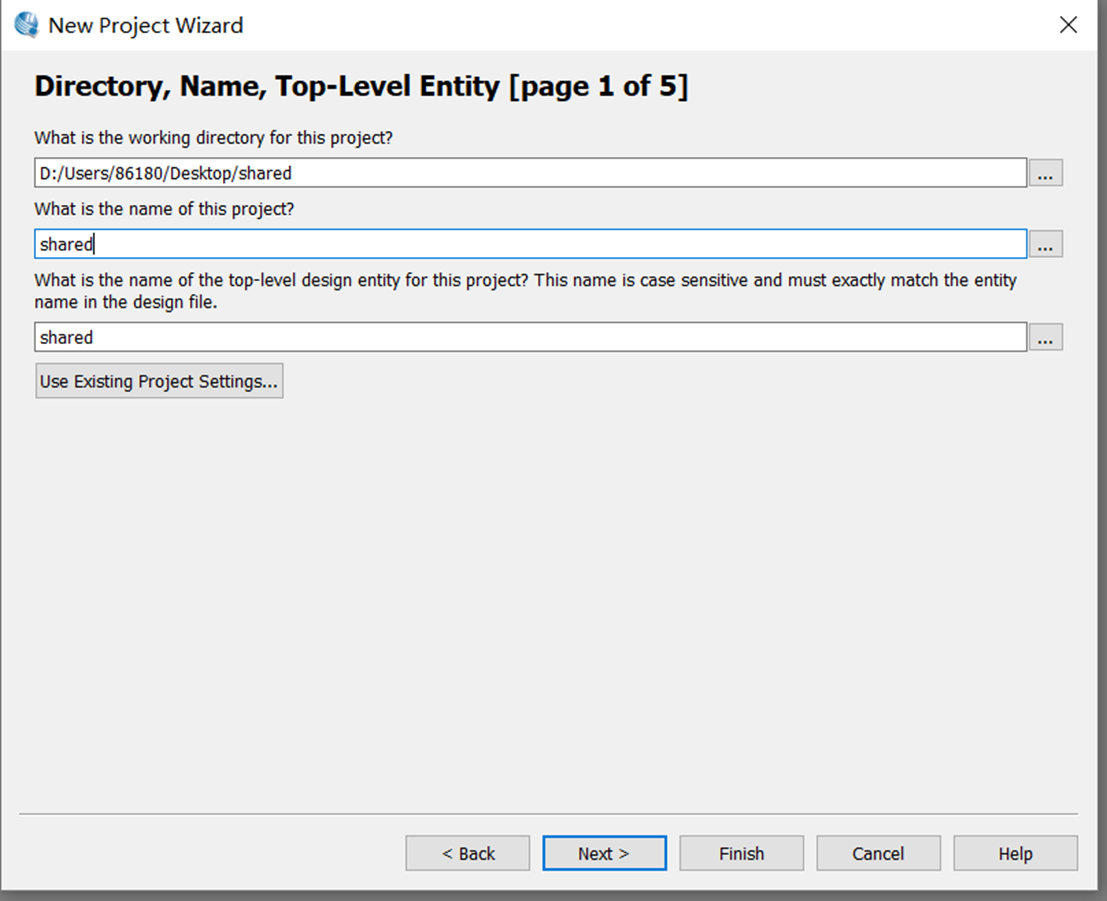 New Project Wizard
Directory, Name, Top-Level Entity [page 1 of 5]
What is the working directory for this project?
D:/Users/86180/Desktop/shared
...
What is the name of this project?
shared
...
What is the name of the top-level design entity for this project? This name is case sensitive and must exactly match the entity
name in the design file.
shared
...
Use Existing Project Settings...
< Back
Next >
Finish
Cancel
Help